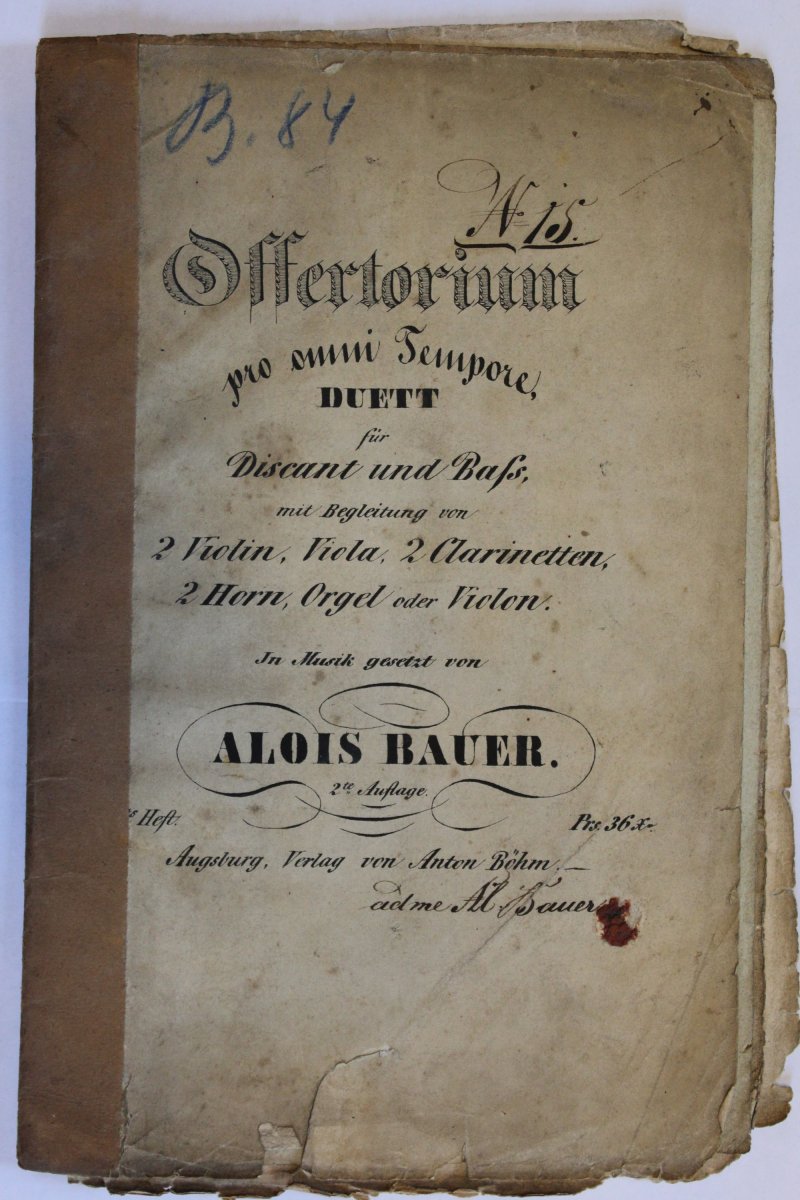 B. 84
No 15.
Offertorium
pro omni Tempore,
DUETT
für
Discant und Baſs,
mit Begleitung von
2 Violin, Viola, 2 Clarinetten,
2 Horn, Orgel oder Violon.
In Musik gesetzt von
ALOIS BAUER.
2te Auflage.
Heft. Prs. 36 x
Augsburg, Verlag von Anton Böhm.
ad me Al. Bauer